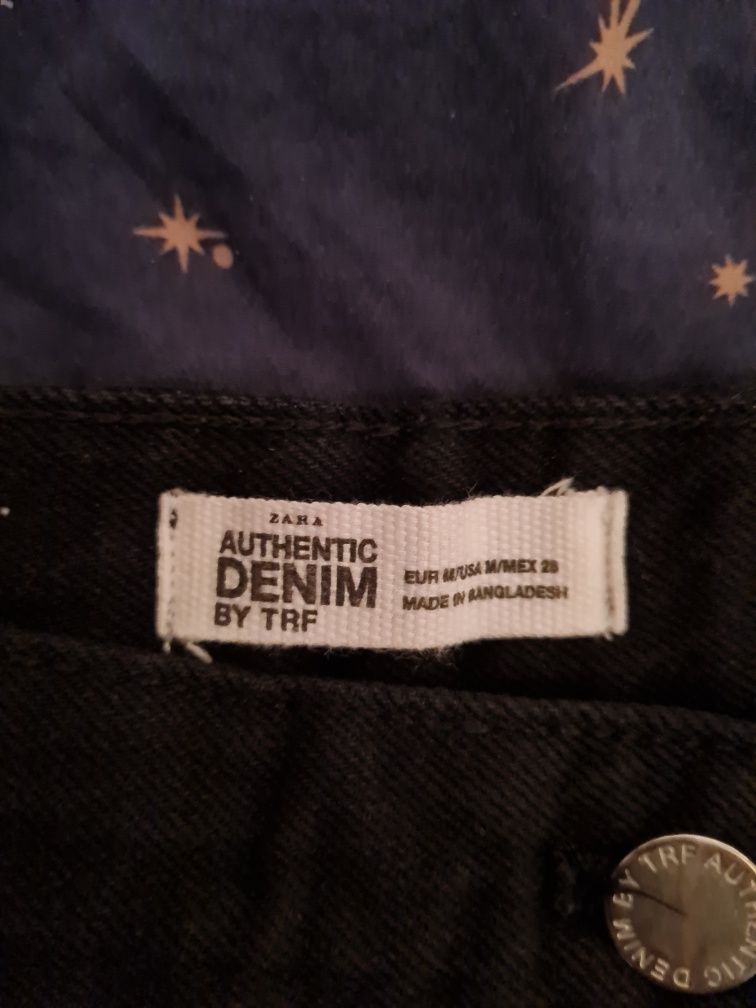 ZARA
AUTHENTIC
DENIM
BY TRF
EUR M/USA M/MEX 28
MADE IN BANGLADESH
BY TRF AUTHENTIC DENIM